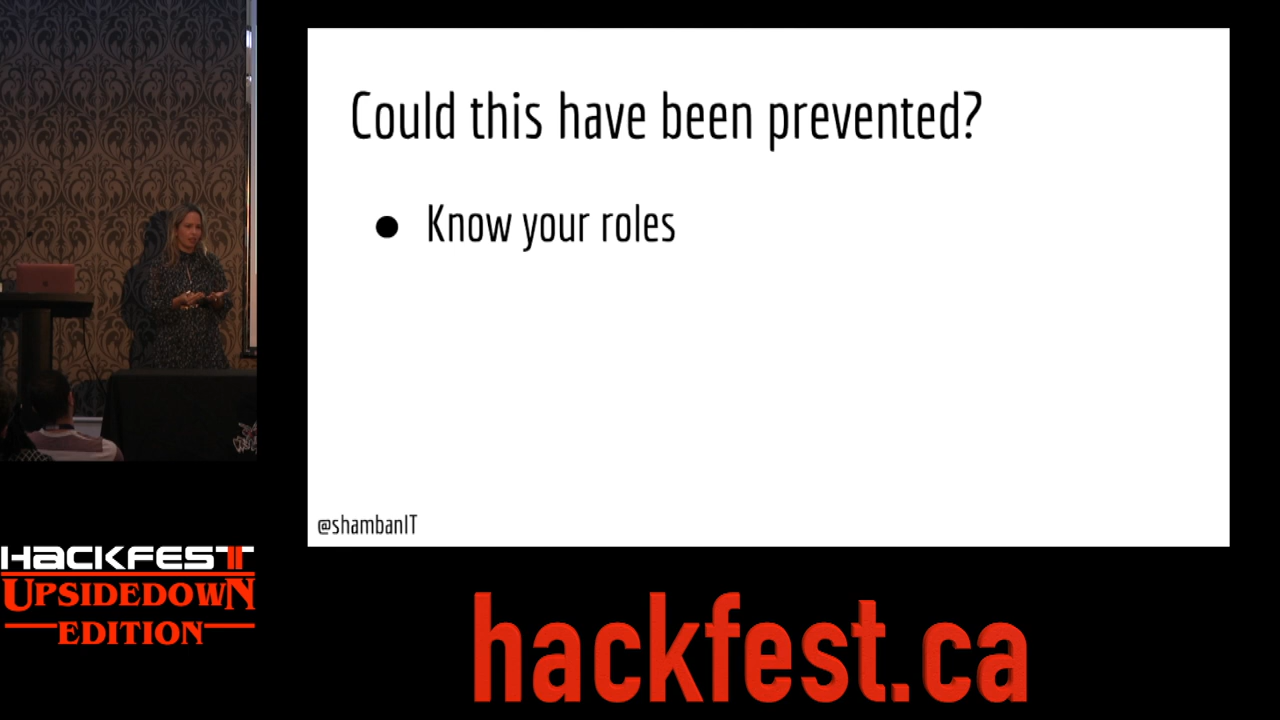 Could this have been prevented?
● Know your roles
@shambanIT
HACKFEST
UPSIDEDOWN
EDITION
hackfest.ca